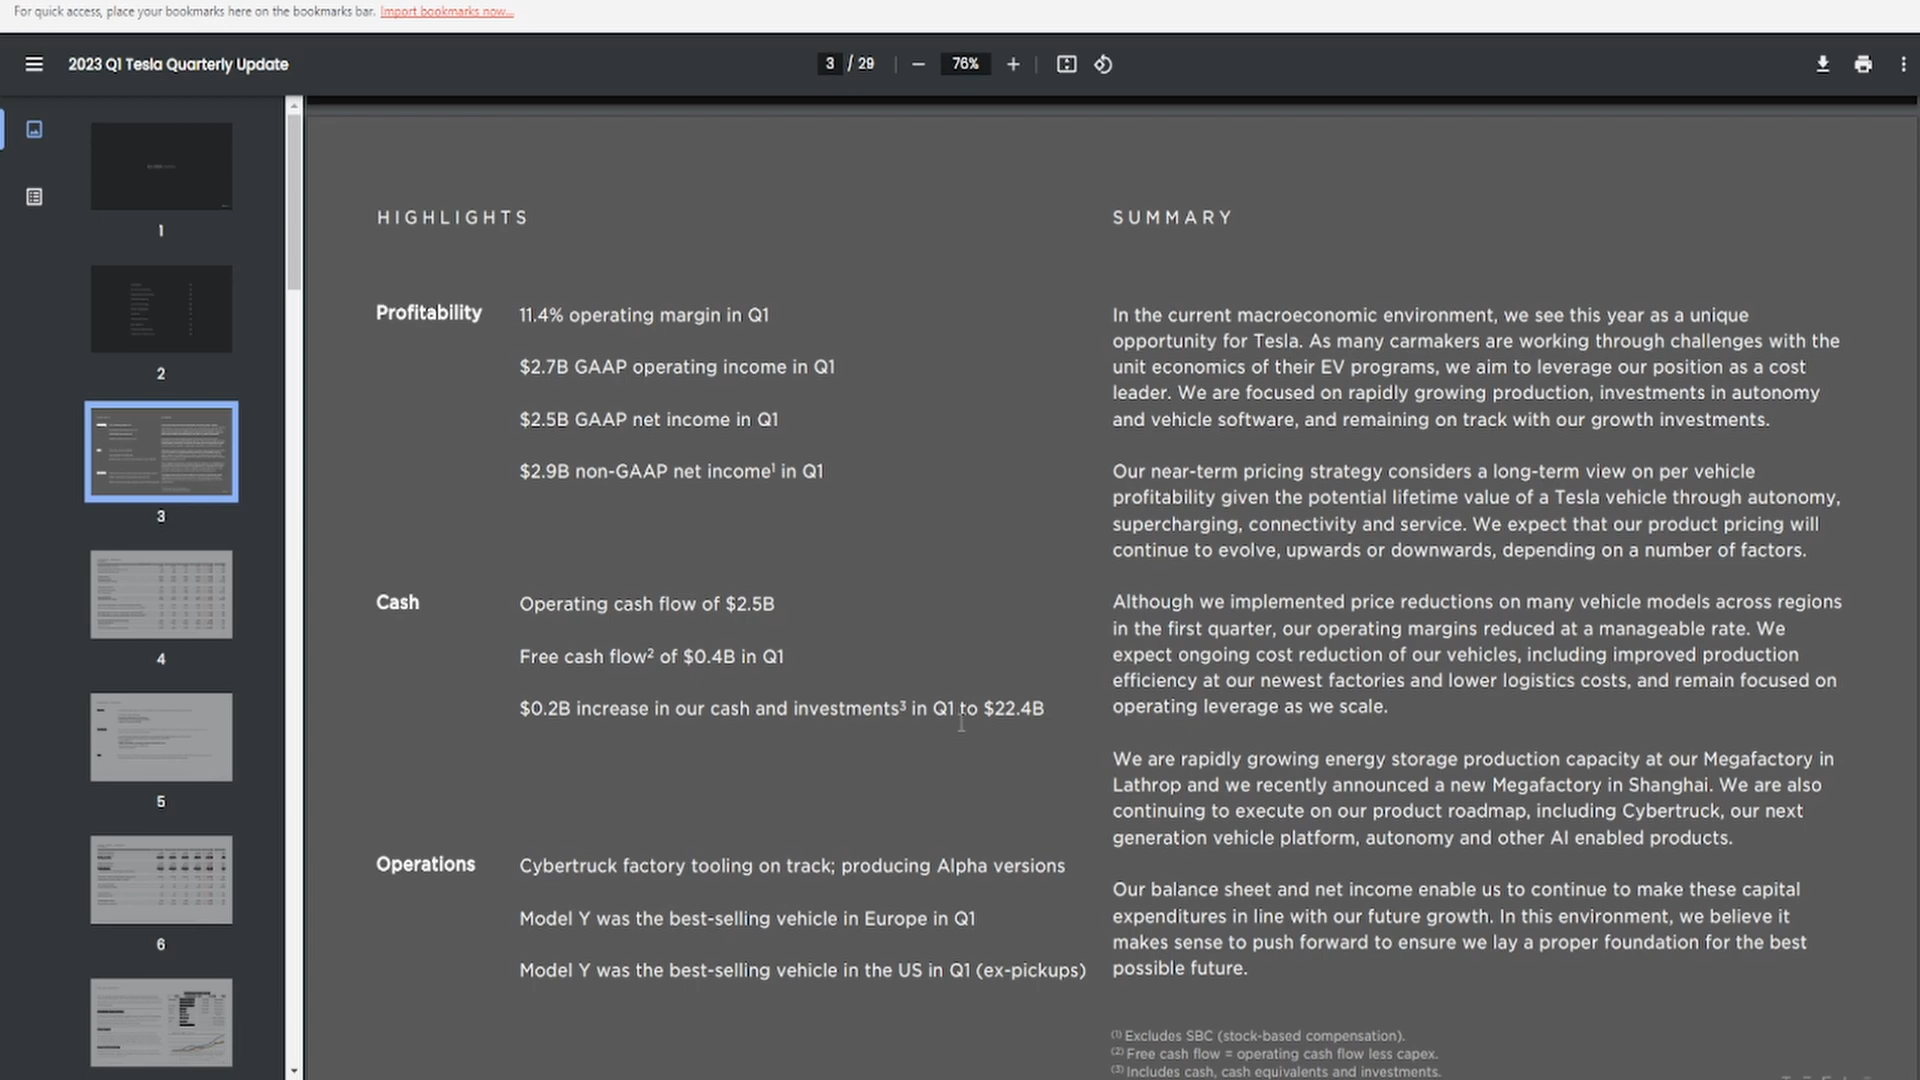 For quick access, place your bookmarks here on the bookmarks bar. Import bookmarks now...
2023 Q1 Tesla Quarterly Update
3 / 29
76%
1
2
3
4
5
6
HIGHLIGHTS
Profitability
11.4% operating margin in Q1
$2.7B GAAP operating income in Q1
$2.5B GAAP net income in Q1
$2.9B non-GAAP net income¹ in Q1
Cash
Operating cash flow of $2.5B
Free cash flow² of $0.4B in Q1
$0.2B increase in our cash and investments³ in Q1 to $22.4B
Operations
Cybertruck factory tooling on track; producing Alpha versions
Model Y was the best-selling vehicle in Europe in Q1
Model Y was the best-selling vehicle in the US in Q1 (ex-pickups)
SUMMARY
In the current macroeconomic environment, we see this year as a unique
opportunity for Tesla. As many carmakers are working through challenges with the
unit economics of their EV programs, we aim to leverage our position as a cost
leader. We are focused on rapidly growing production, investments in autonomy
and vehicle software, and remaining on track with our growth investments.
Our near-term pricing strategy considers a long-term view on per vehicle
profitability given the potential lifetime value of a Tesla vehicle through autonomy,
supercharging, connectivity and service. We expect that our product pricing will
continue to evolve, upwards or downwards, depending on a number of factors.
Although we implemented price reductions on many vehicle models across regions
in the first quarter, our operating margins reduced at a manageable rate. We
expect ongoing cost reduction of our vehicles, including improved production
efficiency at our newest factories and lower logistics costs, and remain focused on
operating leverage as we scale.
We are rapidly growing energy storage production capacity at our Megafactory in
Lathrop and we recently announced a new Megafactory in Shanghai. We are also
continuing to execute on our product roadmap, including Cybertruck, our next
generation vehicle platform, autonomy and other AI enabled products.
Our balance sheet and net income enable us to continue to make these capital
expenditures in line with our future growth. In this environment, we believe it
makes sense to push forward to ensure we lay a proper foundation for the best
possible future.
(1) Excludes SBC (stock-based compensation).
(2) Free cash flow = operating cash flow less capex.
(3) Includes cash, cash equivalents and investments.